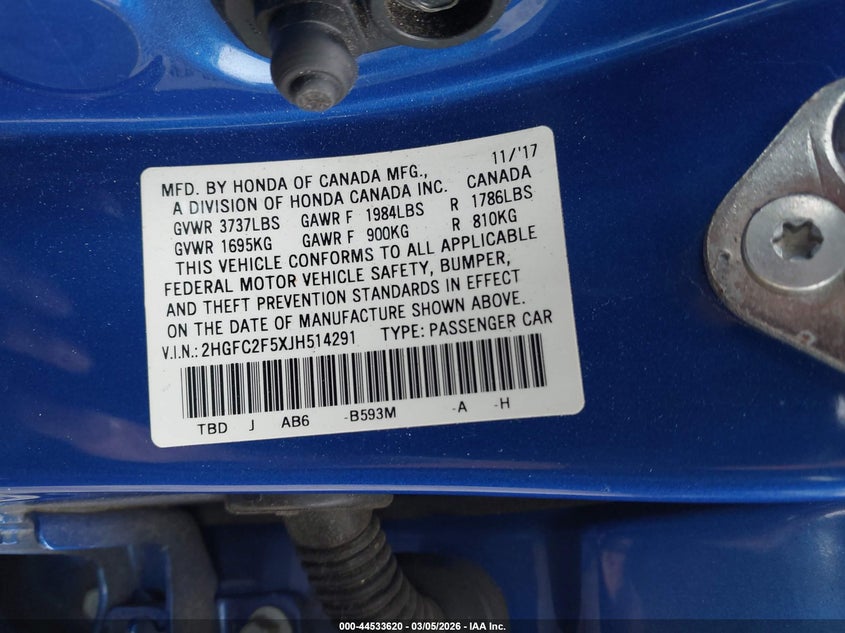 11/'17
MFD. BY HONDA OF CANADA MFG., CANADA
A DIVISION OF HONDA CANADA INC.
GVWR 3737LBS GAWR F 1984LBS R 1786LBS
GVWR 1695KG GAWR F 900KG R 810KG
THIS VEHICLE CONFORMS TO ALL APPLICABLE
FEDERAL MOTOR VEHICLE SAFETY, BUMPER,
AND THEFT PREVENTION STANDARDS IN EFFECT
ON THE DATE OF MANUFACTURE SHOWN ABOVE.
V.I.N.: 2HGFC2F5XJH514291 TYPE: PASSENGER CAR
TBD J AB6 -B593M -A -H
000-44533620 - 03/05/2026 - IAA Inc.